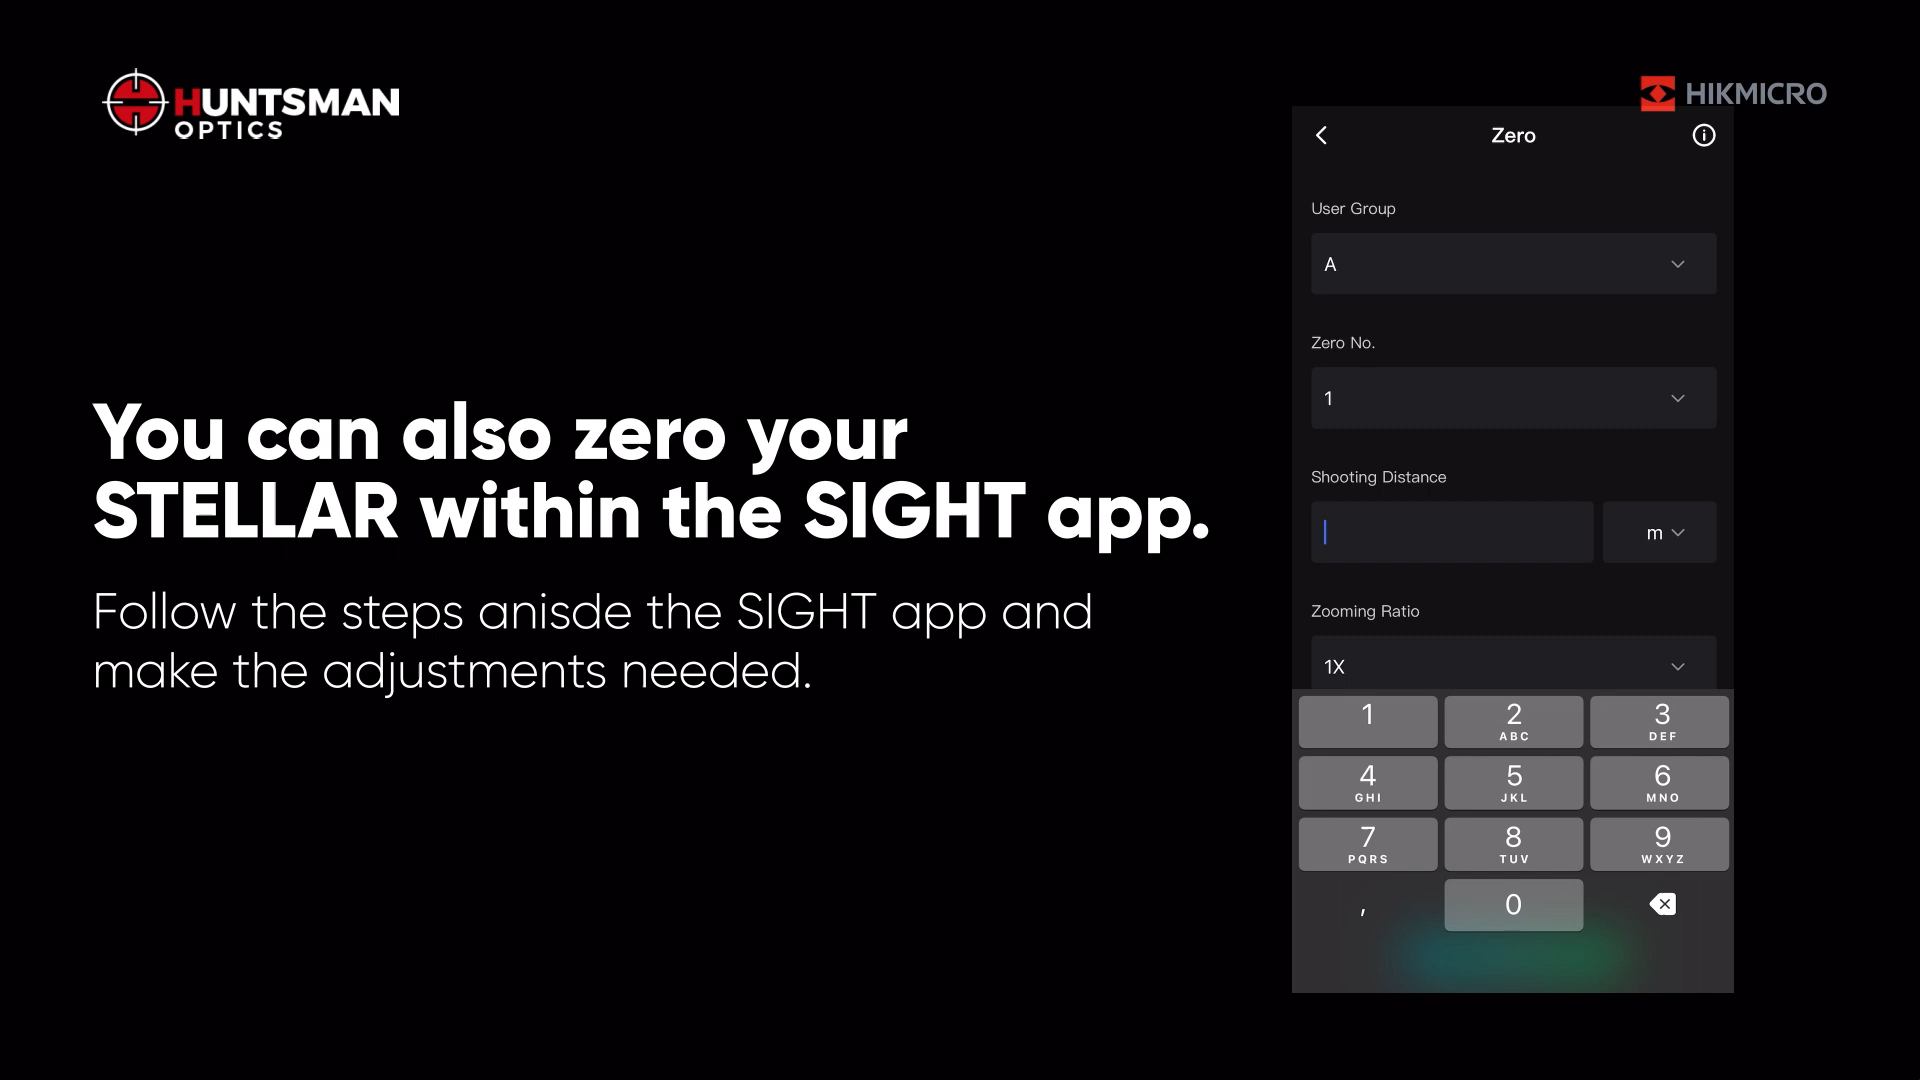 HUNTSMAN
OPTICS
HIKMICRO
You can also zero your
STELLAR within the SIGHT app.
Follow the steps anisde the SIGHT app and
make the adjustments needed.
Zero
User Group
A
Zero No.
1
Shooting Distance
m
Zooming Ratio
1X
1
2
ABC
3
DEF
4
GHI
5
JKL
6
MNO
7
PQRS
8
TUV
9
WXYZ
,
0